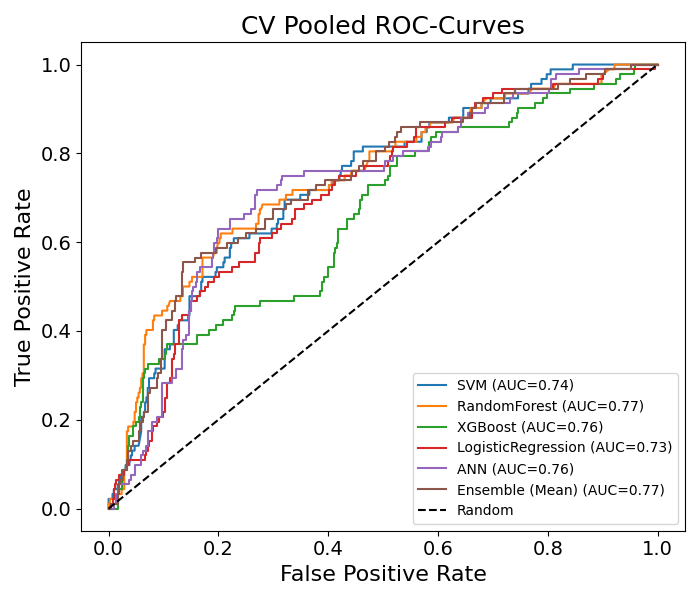 CV Pooled ROC-Curves
True Positive Rate
1.0
0.8
0.6
0.4
0.2
0.0
SVM (AUC=0.74)
RandomForest (AUC=0.77)
XGBoost (AUC=0.76)
LogisticRegression (AUC=0.73)
ANN (AUC=0.76)
Ensemble (Mean) (AUC=0.77)
Random
0.0 0.2 0.4 0.6 0.8 1.0
False Positive Rate